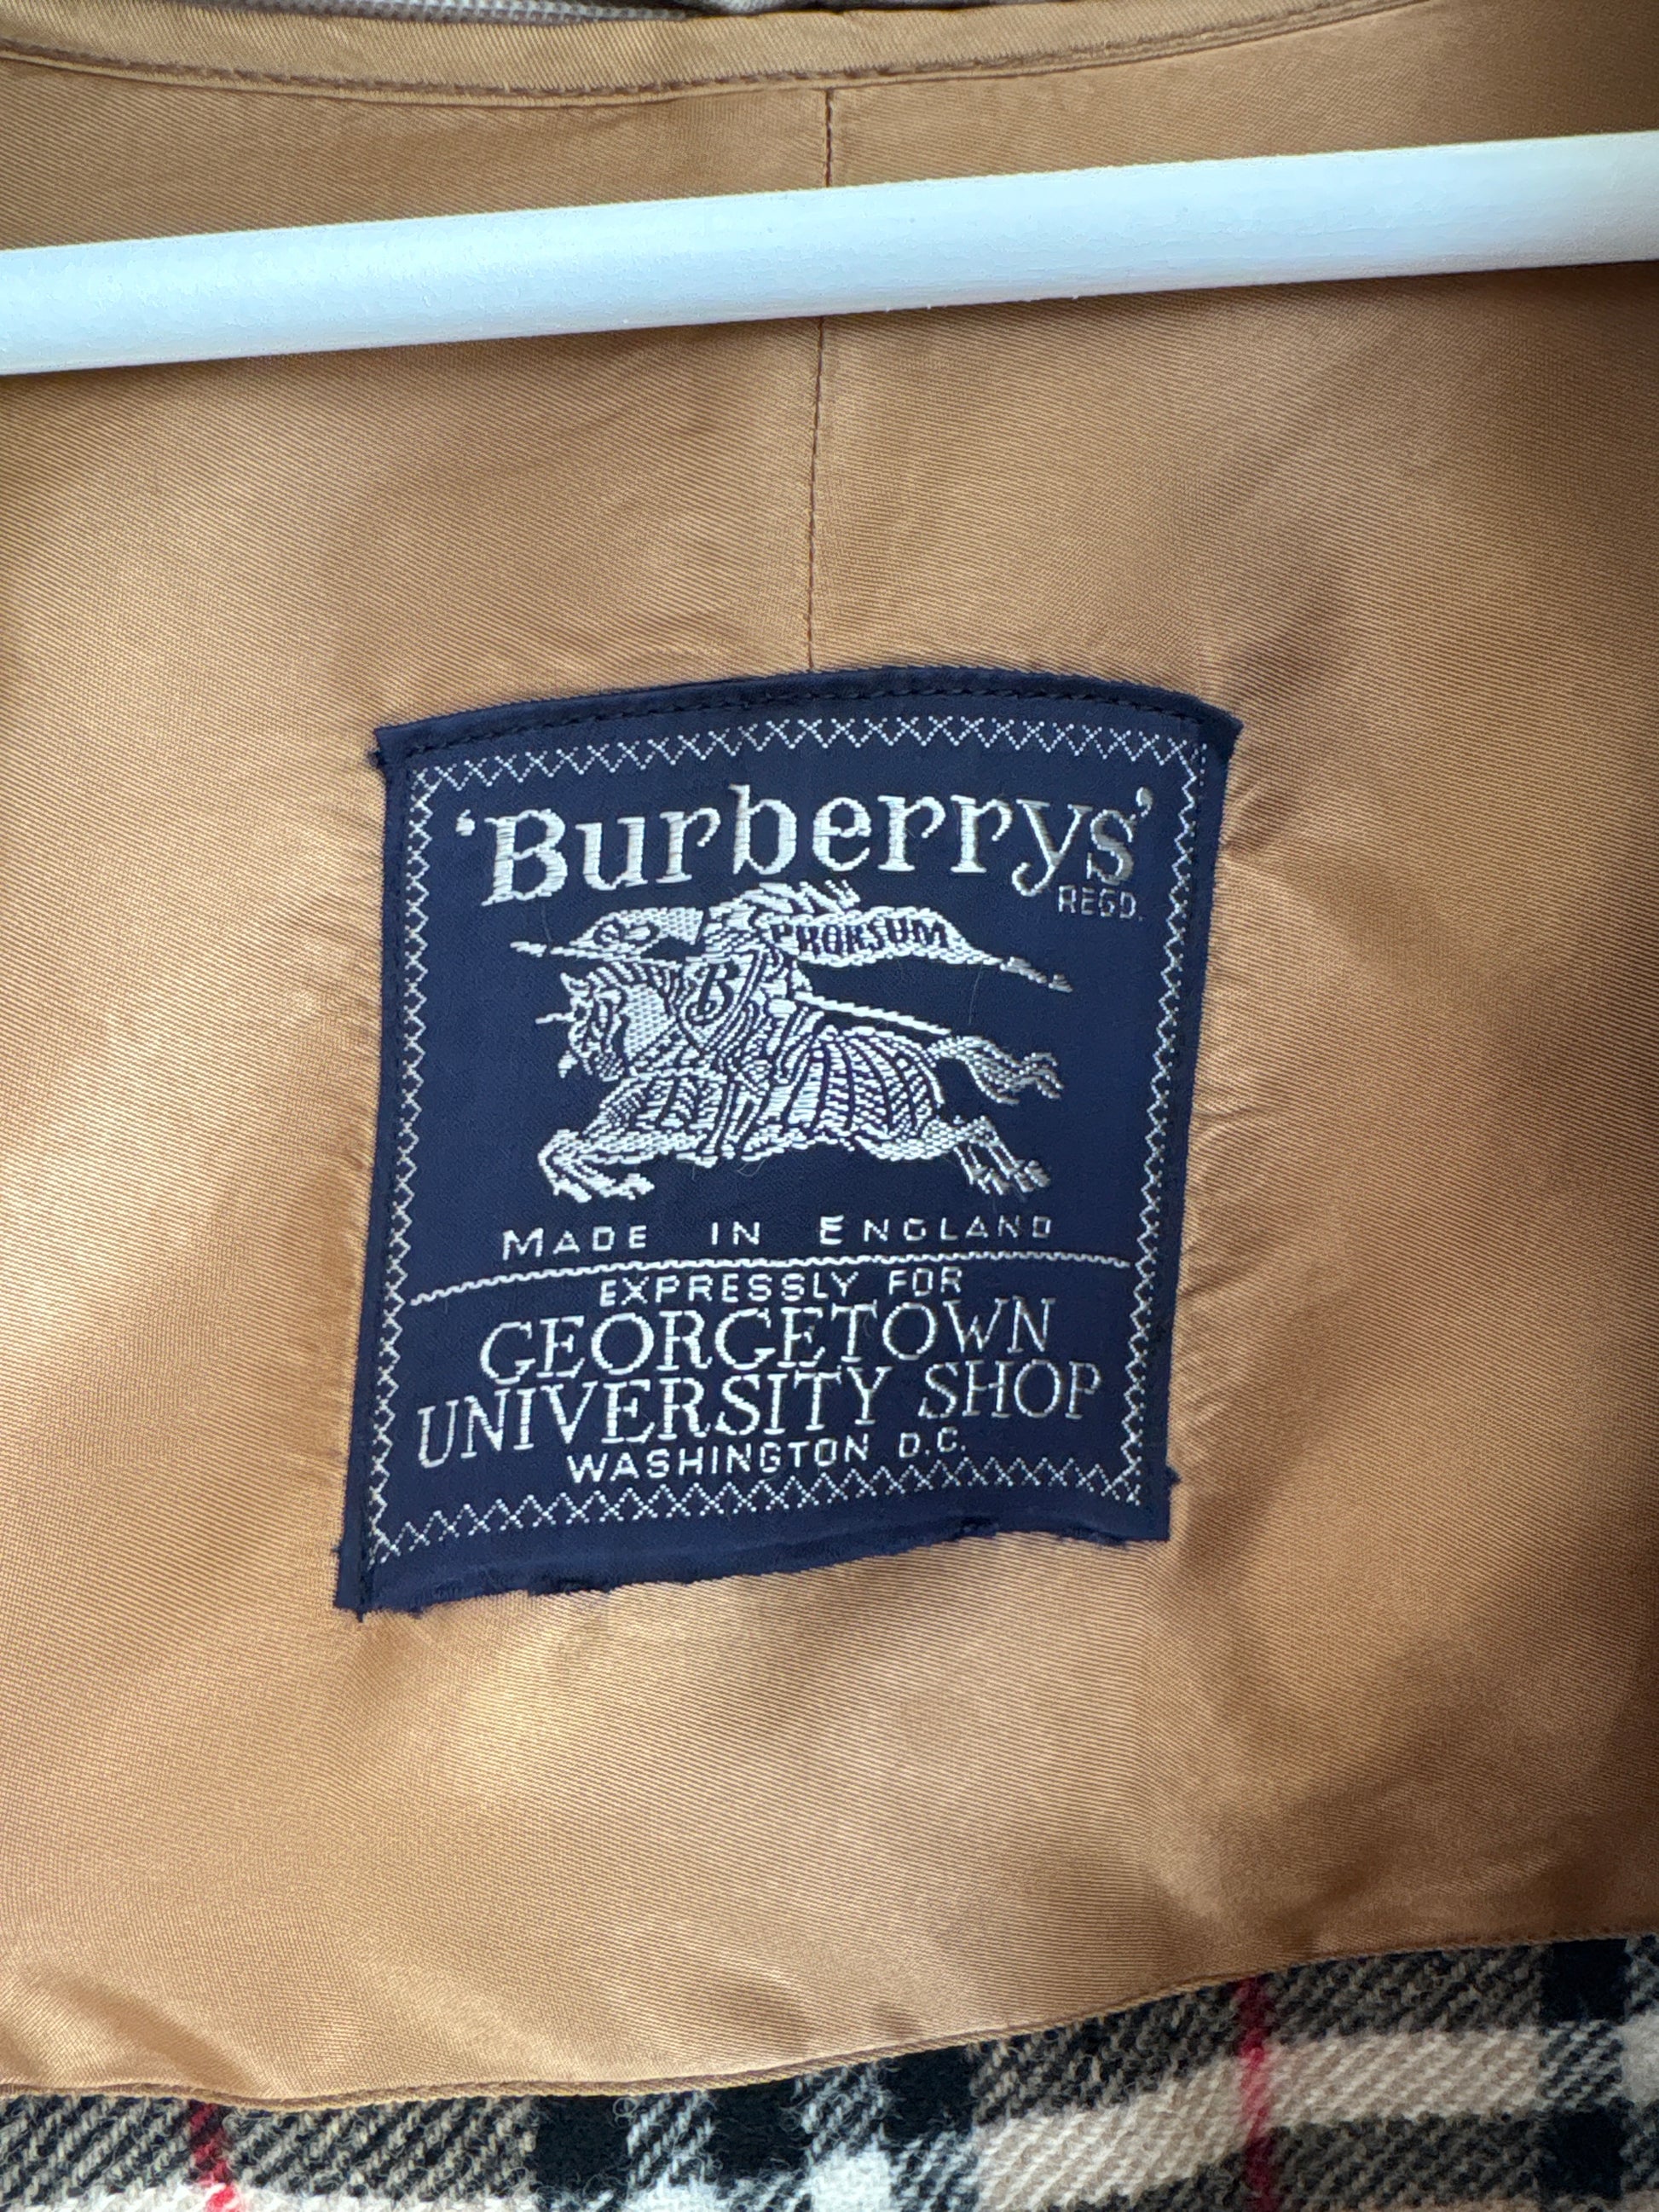 'Burberrys'
REGD.
PRORSUM
B
MADE IN ENGLAND
EXPRESSLY FOR
GEORGETOWN
UNIVERSITY SHOP
WASHINGTON D.C.